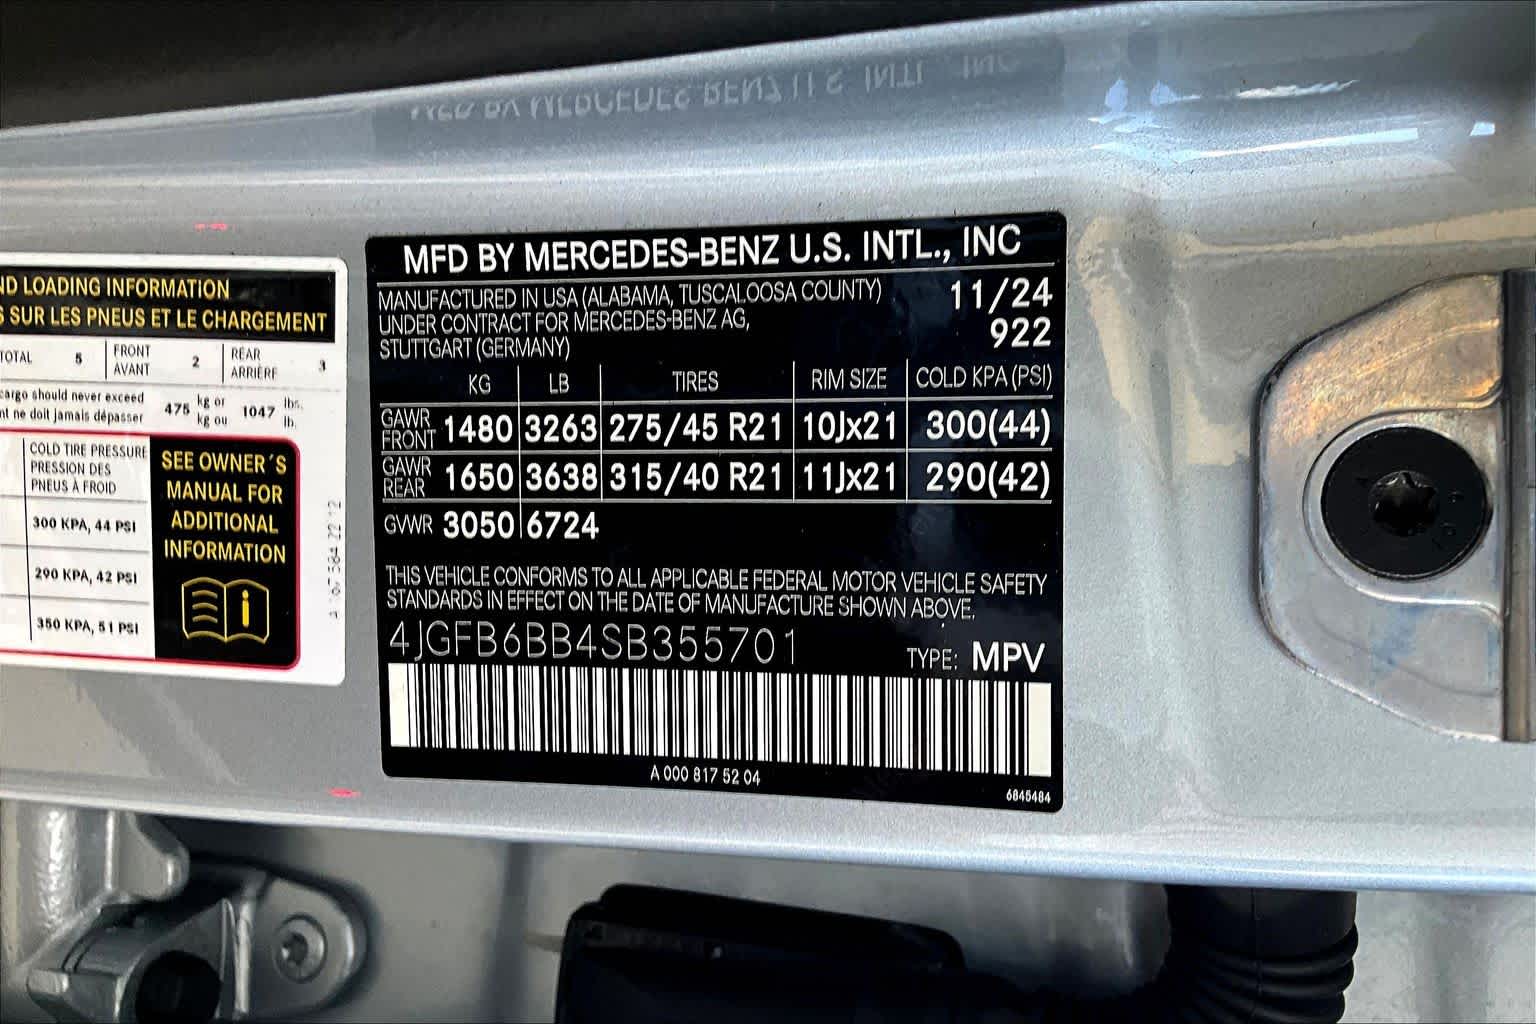 ND LOADING INFORMATION
S SUR LES PNEUS ET LE CHARGEMENT
TOTAL 5 FRONT AVANT 2 REAR ARRIÈRE 3
cargo should never exceed
nt ne doit jamais dépasser
475 kg or kg ou 1047 lbs. lb.
COLD TIRE PRESSURE
PRESSION DES
PNEUS À FROID
300 KPA, 44 PSI
290 KPA, 42 PSI
350 KPA, 51 PSI
SEE OWNER'S
MANUAL FOR
ADDITIONAL
INFORMATION
A 167 584 22 12
MFD BY MERCEDES-BENZ U.S. INTL., INC
MANUFACTURED IN USA (ALABAMA, TUSCALOOSA COUNTY) 11/24
UNDER CONTRACT FOR MERCEDES-BENZ AG, 922
STUTTGART (GERMANY)
KG LB TIRES RIM SIZE COLD KPA (PSI)
GAWR FRONT 1480 3263 275/45 R21 10Jx21 300(44)
GAWR REAR 1650 3638 315/40 R21 11Jx21 290(42)
GVWR 3050 6724
THIS VEHICLE CONFORMS TO ALL APPLICABLE FEDERAL MOTOR VEHICLE SAFETY
STANDARDS IN EFFECT ON THE DATE OF MANUFACTURE SHOWN ABOVE.
4JGFB6BB4SB355701 TYPE: MPV
A 000 817 52 04
6845484